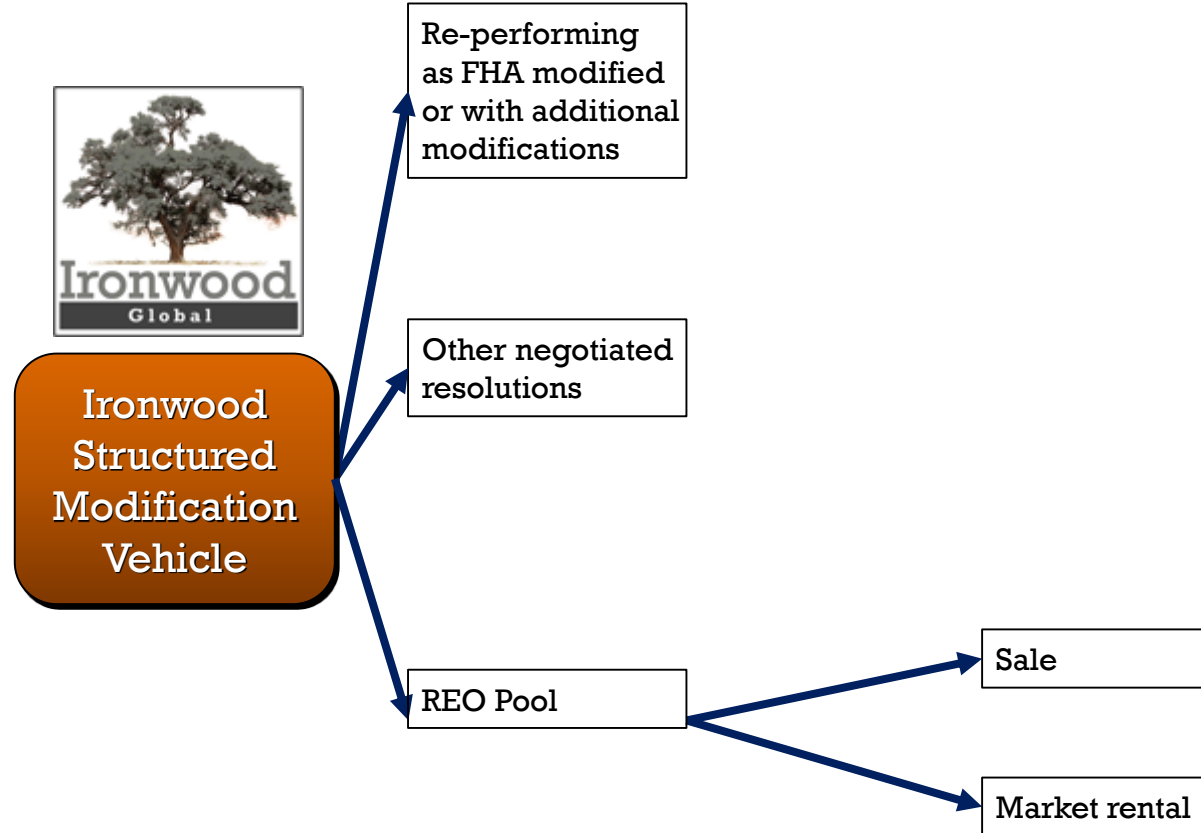 Re-performing
as FHA modified
or with additional
modifications
Ironwood
Global
Other negotiated
resolutions
Ironwood
Structured
Modification
Vehicle
REO Pool
Sale
Market rental